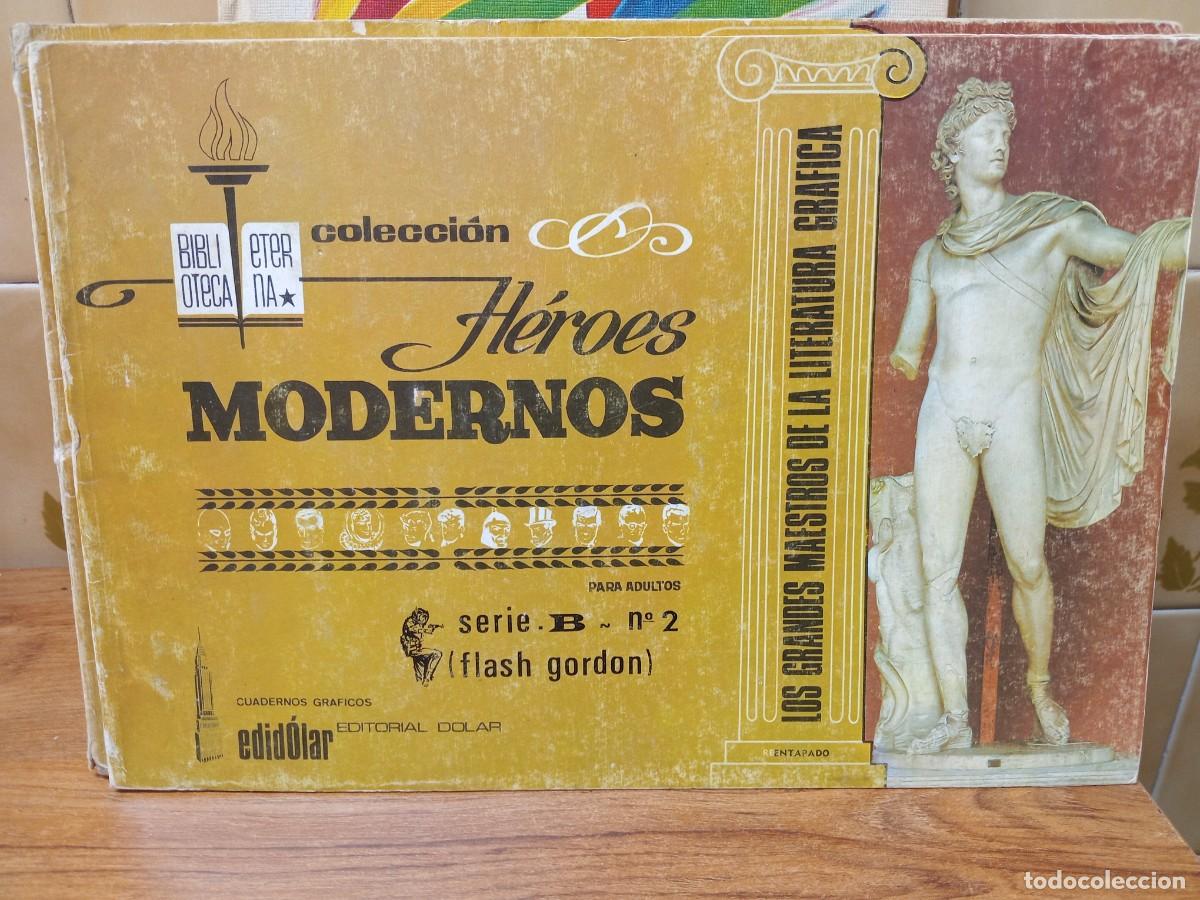 BIBLI
OTECA
ETER
NA★
colección
Héroes
MODERNOS
PARA ADULTOS
serie - B ~ nº 2
(flash gordon)
CUADERNOS GRAFICOS
edidÓlar
EDITORIAL DOLAR
LOS GRANDES MAESTROS DE LA LITERATURA GRAFICA
REENTAPADO
todocoleccion